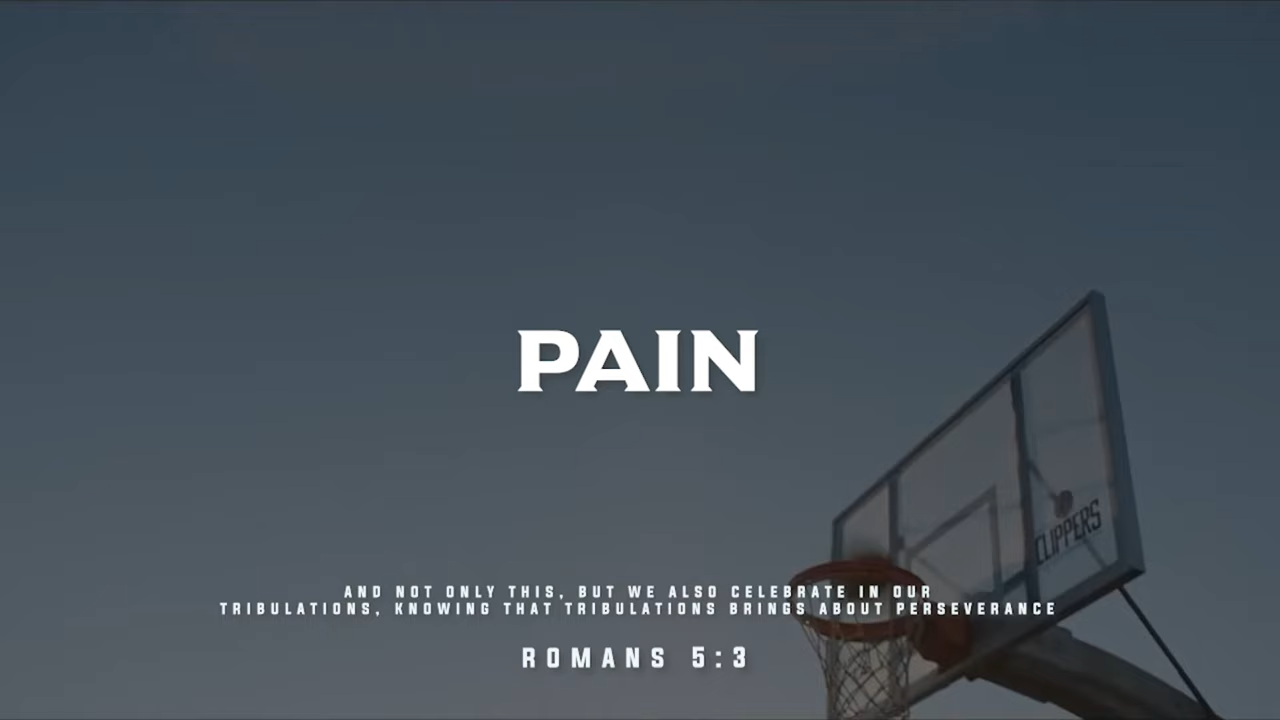 PAIN
CLIPPERS
AND NOT ONLY THIS, BUT WE ALSO CELEBRATE IN OUR
TRIBULATIONS, KNOWING THAT TRIBULATIONS BRINGS ABOUT PERSEVERANCE
ROMANS 5:3